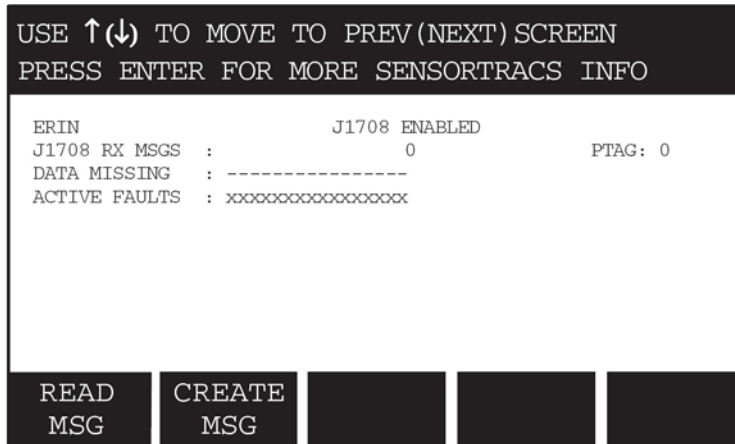 USE ↑(↓) TO MOVE TO PREV(NEXT)SCREEN
PRESS ENTER FOR MORE SENSORTRACS INFO
ERIN J1708 ENABLED
J1708 RX MSGS : 0 PTAG: 0
DATA MISSING : ----------------
ACTIVE FAULTS : xxxxxxxxxxxxxxxx
READ MSG
CREATE MSG